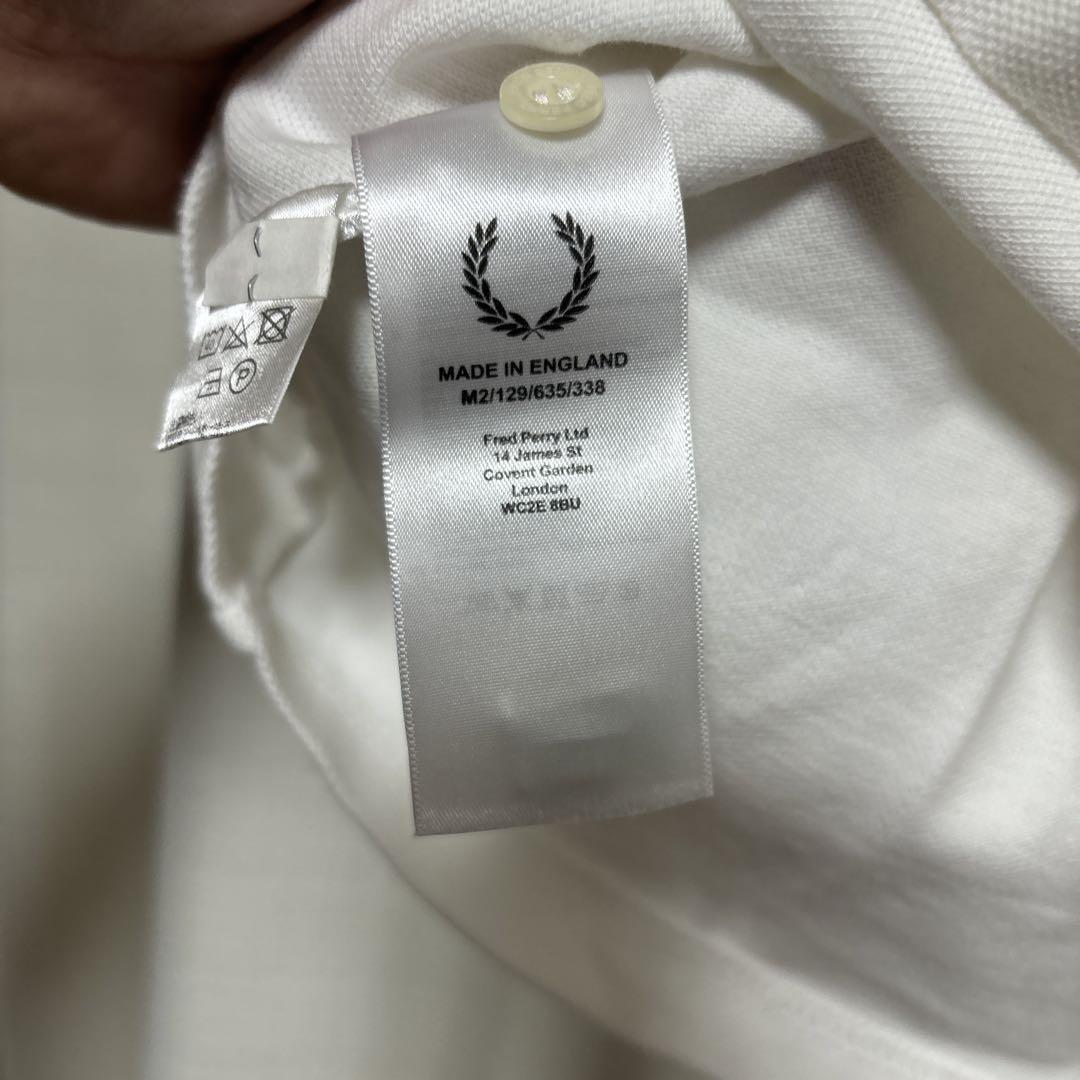 MADE IN ENGLAND
M2/129/635/338
Fred Perry Ltd
14 James St
Covent Garden
London
WC2E 8BU
P